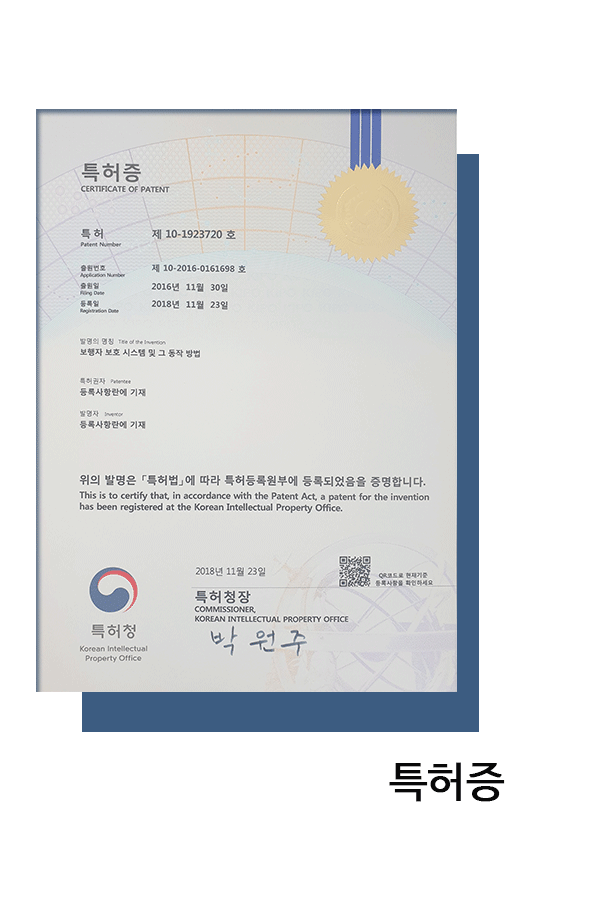 특허증
CERTIFICATE OF PATENT
특 허 제 10-1923720 호
Patent Number
출원번호 제 10-2016-0161698 호
Application Number
출원일 2016년 11월 30일
Filing Date
등록일 2018년 11월 23일
Registration Date
발명의 명칭 Title of the Invention
보행자 보호 시스템 및 그 동작 방법
특허권자 Patentee
등록사항란에 기재
발명자 Inventor
등록사항란에 기재
위의 발명은 「특허법」에 따라 특허등록원부에 등록되었음을 증명합니다.
This is to certify that, in accordance with the Patent Act, a patent for the invention
has been registered at the Korean Intellectual Property Office.
2018년 11월 23일
QR코드로 현재기준
등록사항을 확인하세요
특허청장
COMMISSIONER,
KOREAN INTELLECTUAL PROPERTY OFFICE
박 원 주
특허청
Korean Intellectual
Property Office
특허증